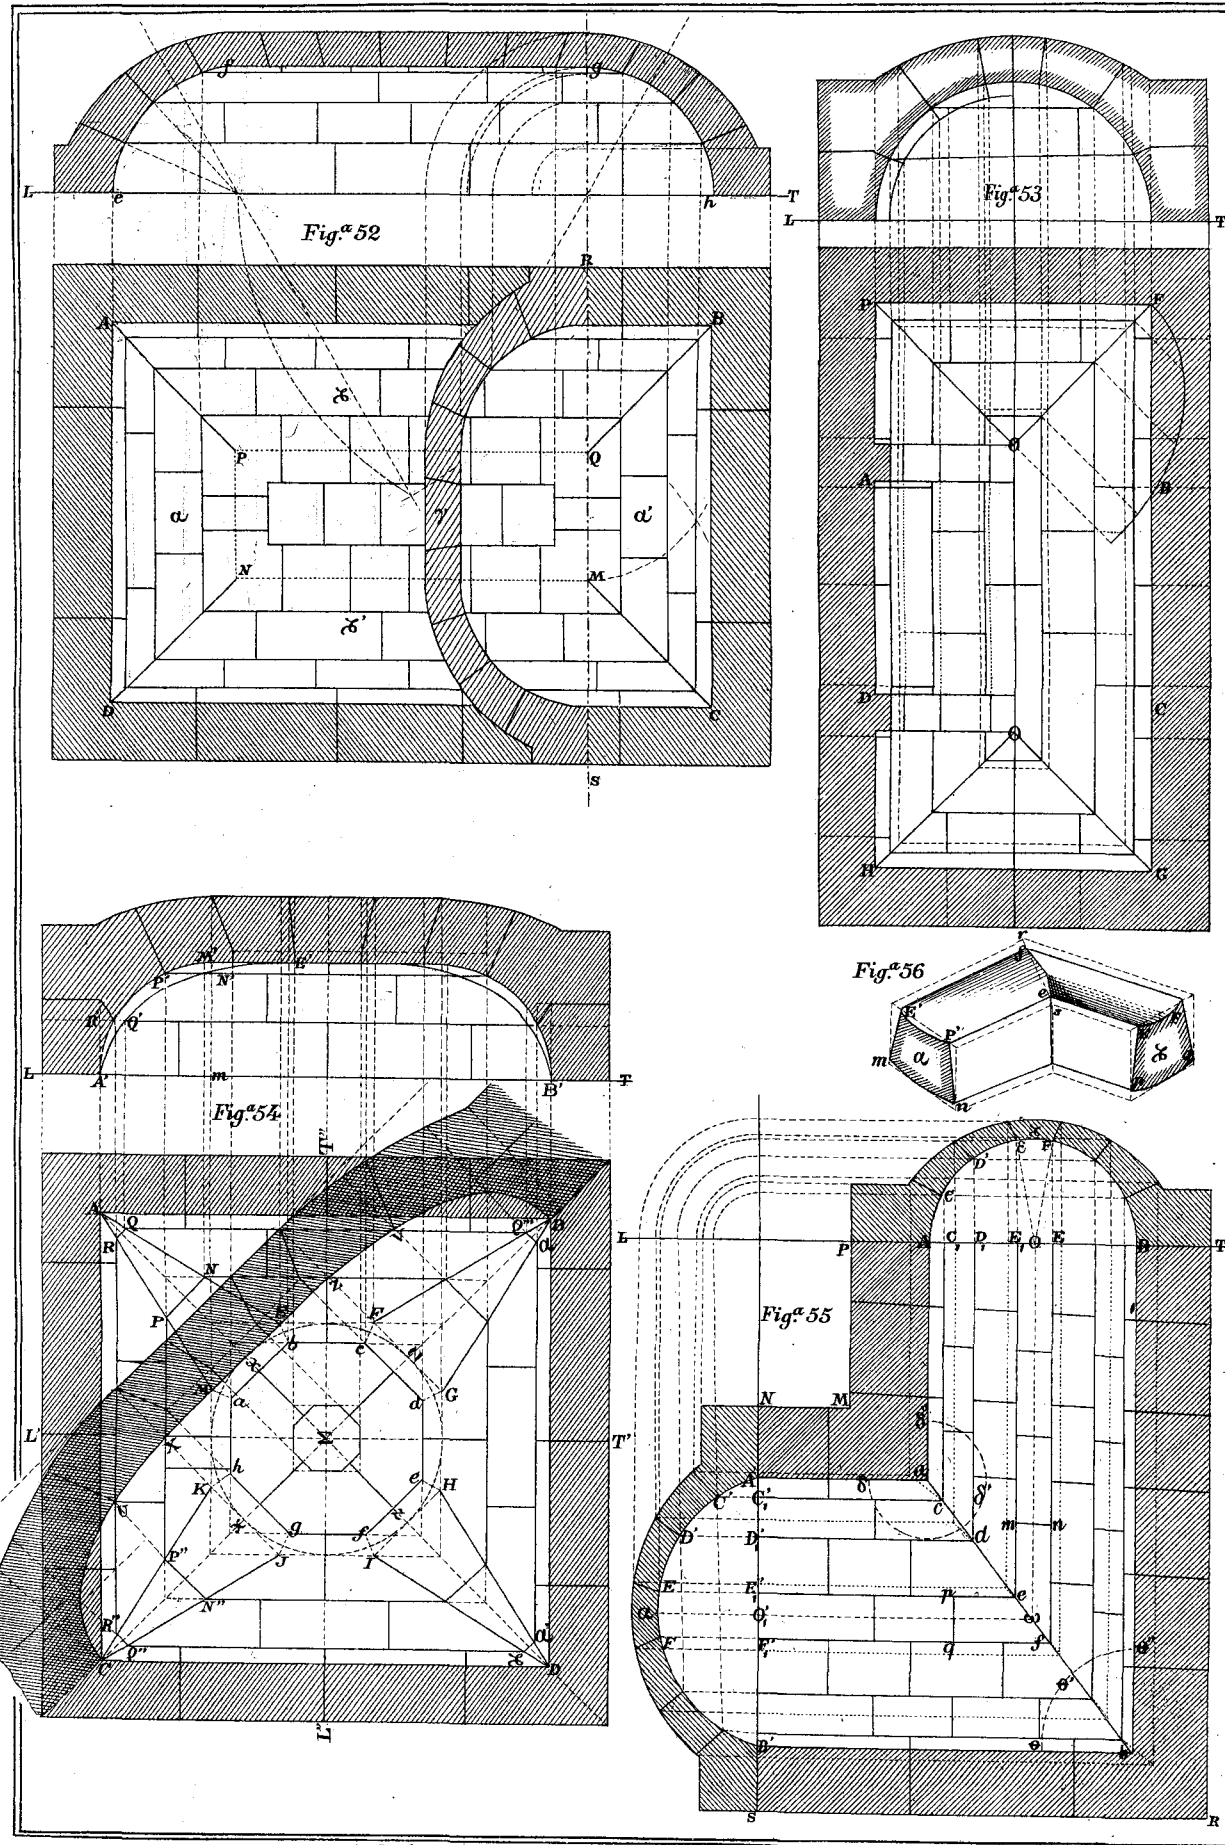 f g
L e h T
Fig.ª 52
R
A B
P Q
a γ a'
N M
D C
S
Fig.ª 53
L T
P F
O
A B
D C
O
H G
M' E'
P' N'
R' Q'
L A' m B' T
Fig.ª 54
T''
A Q Q''' B
R
N
P E F
b c
M a d G
L' T'
h e
K H
g f
P'' J I
N''
R''
C Q'' D
L''
r
Fig.ª 56
E e
P' s
m a
n
D' E F
C
L P A C, D, E, O E B T
Fig.ª 55
N M
δ''
A δ a
C' C,' c δ'
D' D,' d m n
E E,' p e
a O,' ω
F F,' q f θ''
θ'
B' θ b
S R